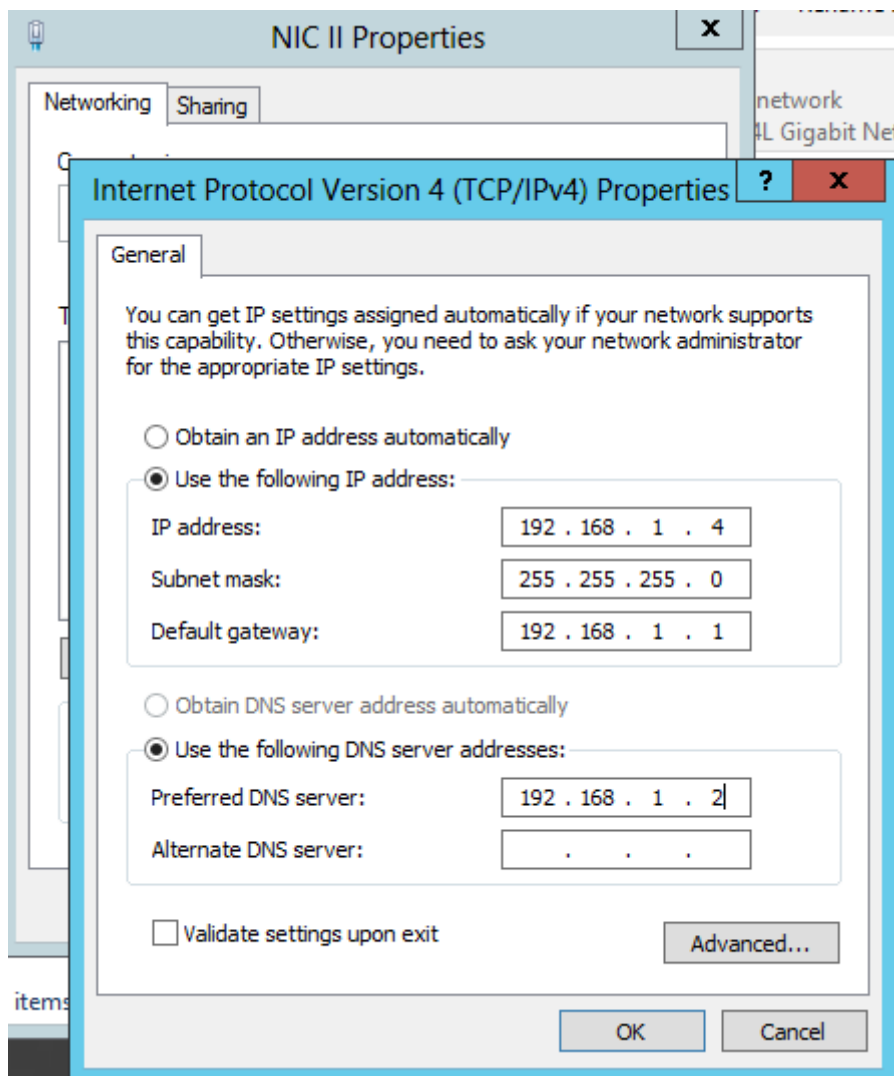 NIC II Properties
x
Networking
Sharing
network
4L Gigabit Ne
Internet Protocol Version 4 (TCP/IPv4) Properties
?
x
General
You can get IP settings assigned automatically if your network supports
this capability. Otherwise, you need to ask your network administrator
for the appropriate IP settings.
Obtain an IP address automatically
Use the following IP address:
IP address: 192 . 168 . 1 . 4
Subnet mask: 255 . 255 . 255 . 0
Default gateway: 192 . 168 . 1 . 1
Obtain DNS server address automatically
Use the following DNS server addresses:
Preferred DNS server: 192 . 168 . 1 . 2
Alternate DNS server: . . .
Validate settings upon exit
Advanced...
items
OK
Cancel